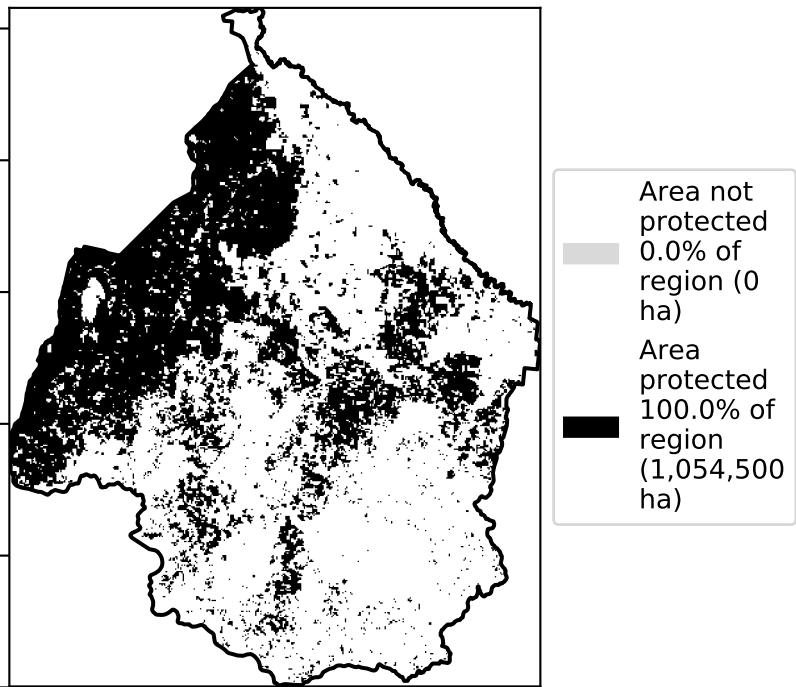 Area not
protected
0.0% of
region (0
ha)
Area
protected
100.0% of
region
(1,054,500
ha)